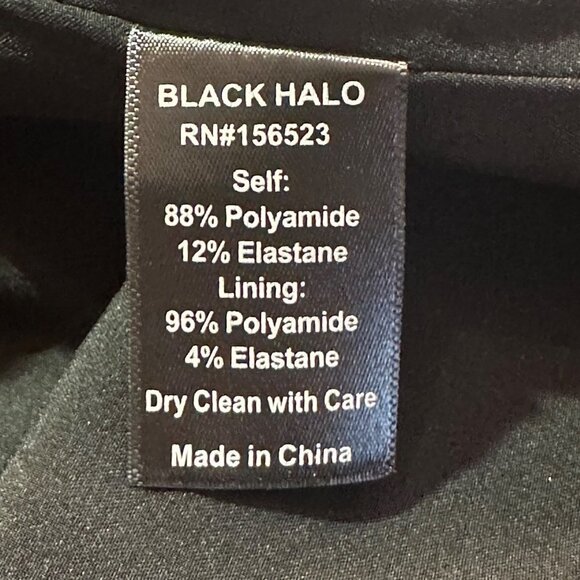 BLACK HALO
RN#156523
Self:
88% Polyamide
12% Elastane
Lining:
96% Polyamide
4% Elastane
Dry Clean with Care
Made in China